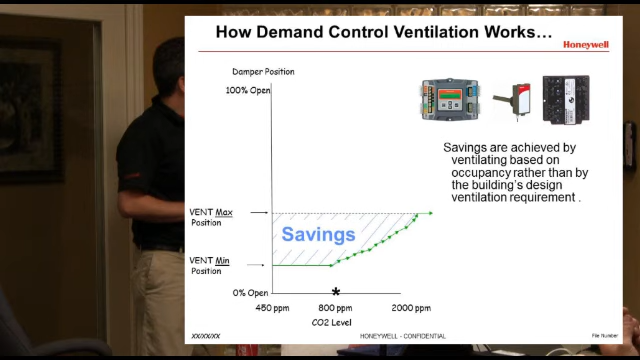 How Demand Control Ventilation Works…
Honeywell
Damper Position
100% Open
VENT Max
Position
Savings
VENT Min
Position
0% Open
*
450 ppm
800 ppm
2000 ppm
CO2 Level
Savings are achieved by
ventilating based on
occupancy rather than by
the building's design
ventilation requirement .
XX/XX/XX
HONEYWELL - CONFIDENTIAL
File Number